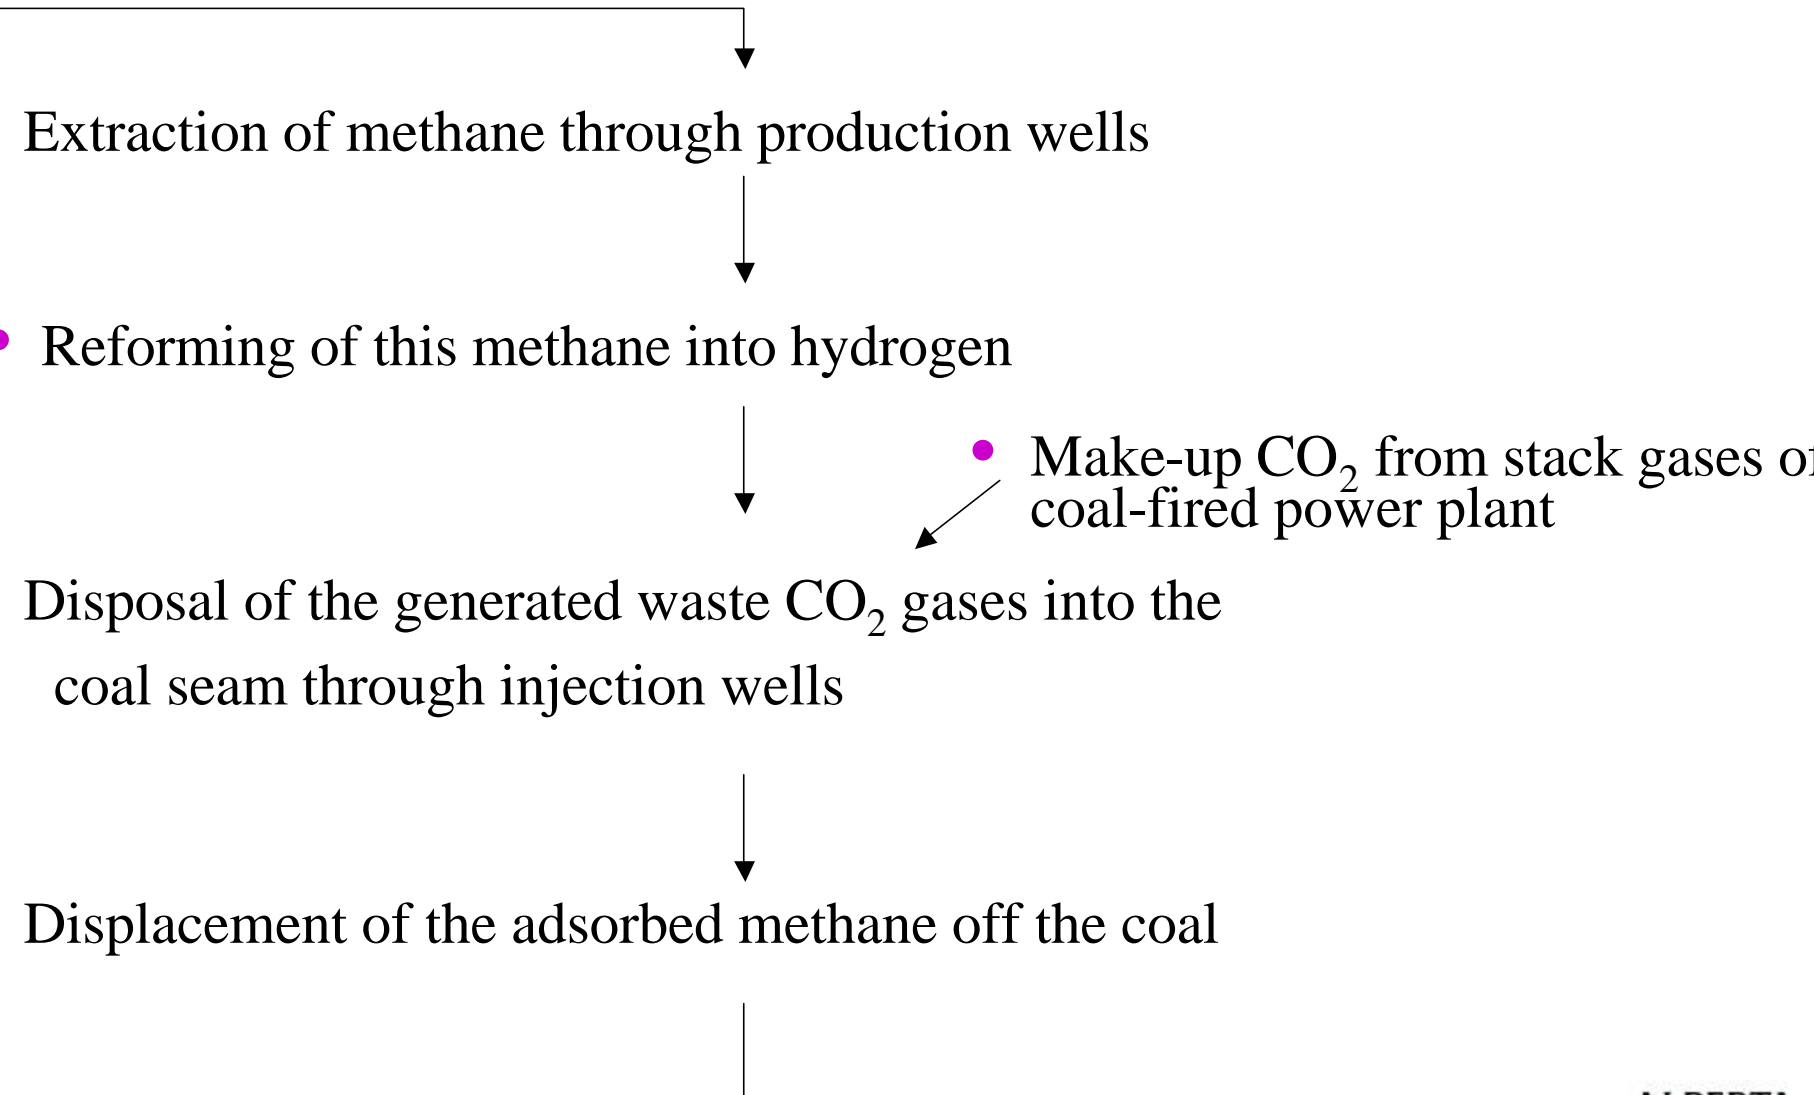 Extraction of methane through production wells
• Reforming of this methane into hydrogen
• Make-up CO₂ from stack gases of
coal-fired power plant
Disposal of the generated waste CO₂ gases into the
coal seam through injection wells
Displacement of the adsorbed methane off the coal